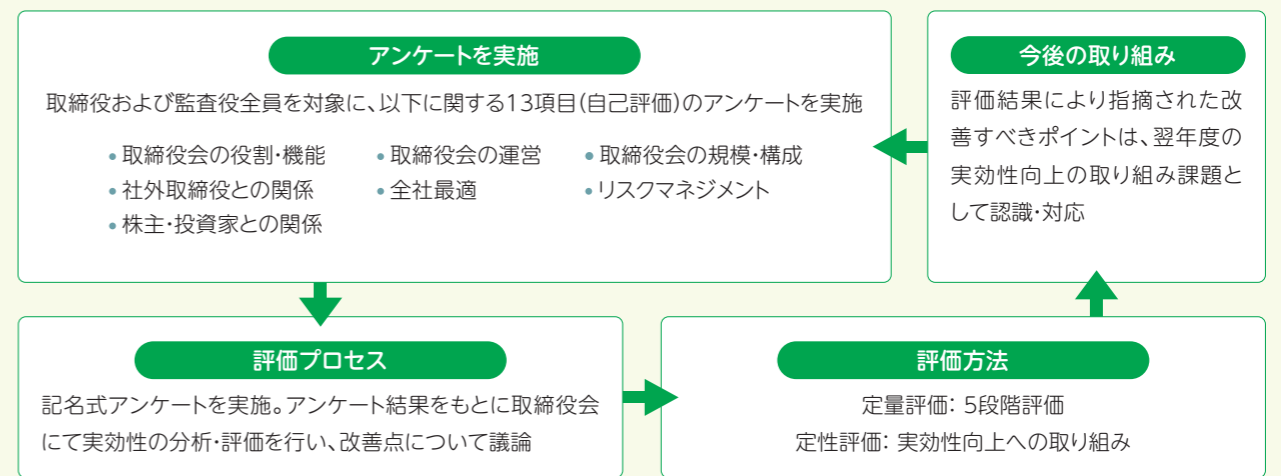 アンケートを実施
取締役および監査役全員を対象に、以下に関する13項目(自己評価)のアンケートを実施
• 取締役会の役割・機能 • 取締役会の運営 • 取締役会の規模・構成
• 社外取締役との関係 • 全社最適 • リスクマネジメント
• 株主・投資家との関係
評価プロセス
記名式アンケートを実施。アンケート結果をもとに取締役会
にて実効性の分析・評価を行い、改善点について議論
評価方法
定量評価: 5段階評価
定性評価: 実効性向上への取り組み
今後の取り組み
評価結果により指摘された改
善すべきポイントは、翌年度の
実効性向上の取り組み課題と
して認識・対応